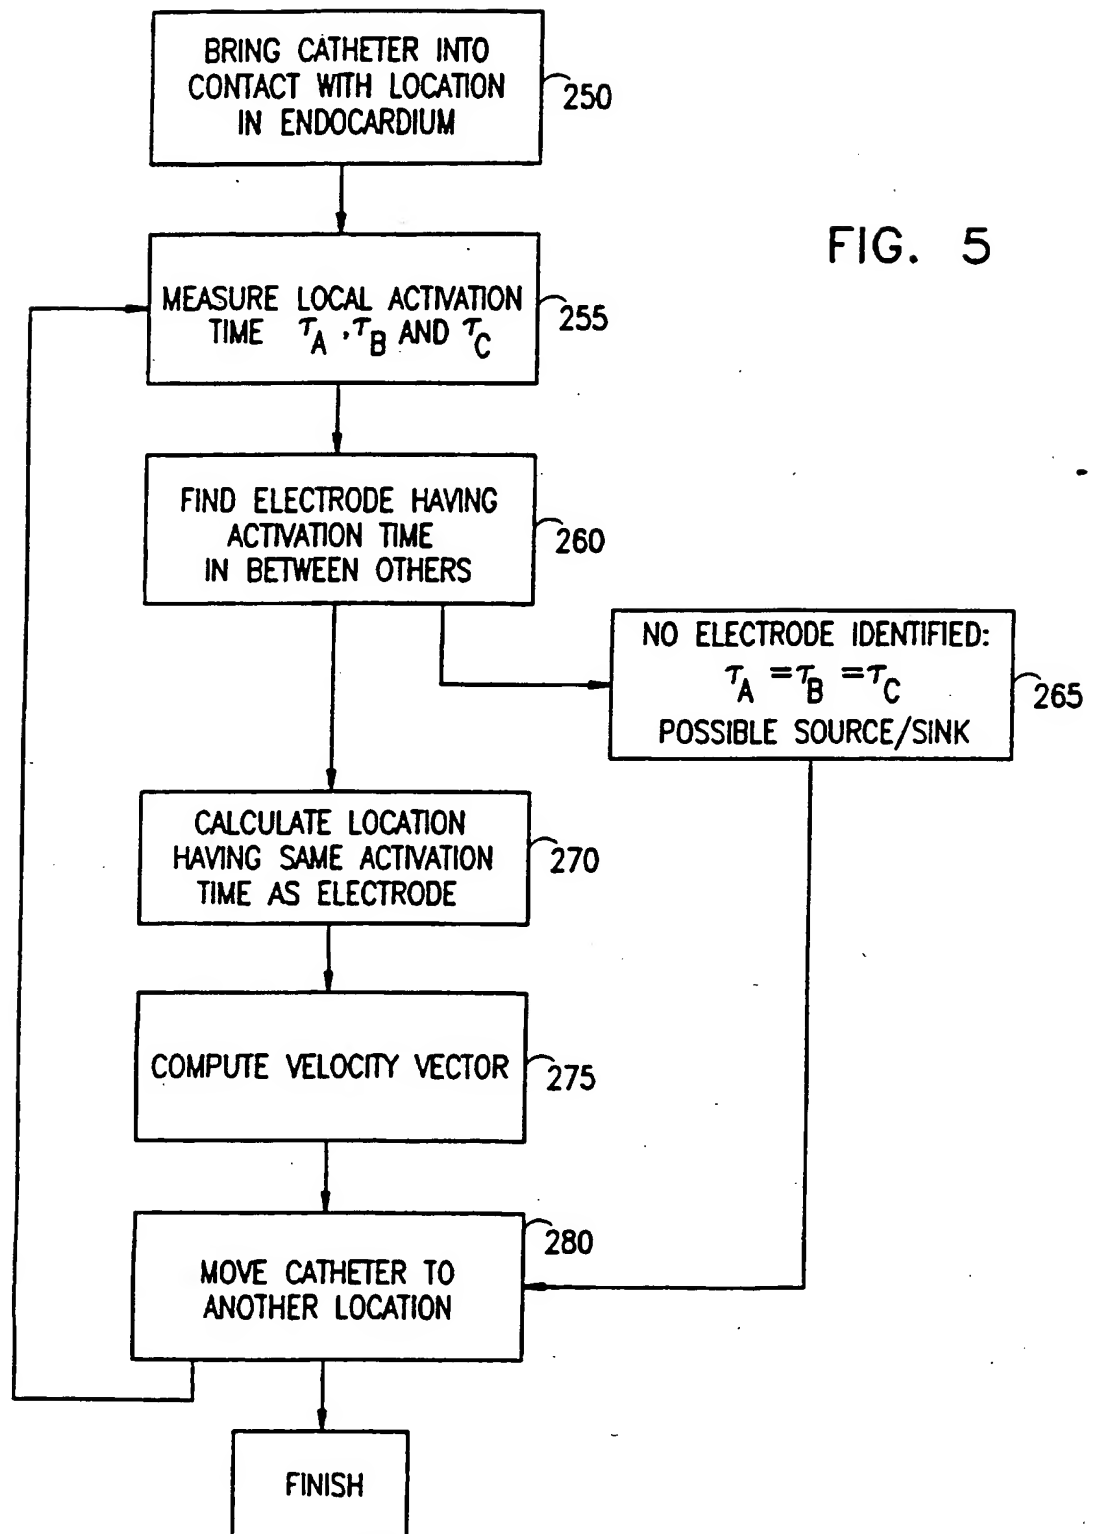 BRING CATHETER INTO
CONTACT WITH LOCATION
IN ENDOCARDIUM
250
FIG. 5
MEASURE LOCAL ACTIVATION
TIME τA , τB AND τC
255
FIND ELECTRODE HAVING
ACTIVATION TIME
IN BETWEEN OTHERS
260
NO ELECTRODE IDENTIFIED:
τA = τB = τC
POSSIBLE SOURCE/SINK
265
CALCULATE LOCATION
HAVING SAME ACTIVATION
TIME AS ELECTRODE
270
COMPUTE VELOCITY VECTOR
275
MOVE CATHETER TO
ANOTHER LOCATION
280
FINISH